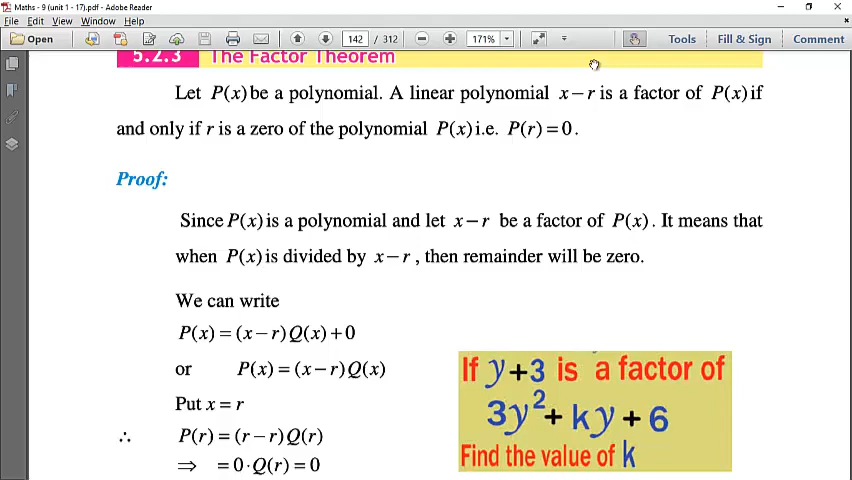 Maths - 9 (unit 1 - 17).pdf - Adobe Reader
File Edit View Window Help
Open 142 / 312 171% Tools Fill & Sign Comment
5.2.3 The Factor Theorem
Let P(x) be a polynomial. A linear polynomial x − r is a factor of P(x) if
and only if r is a zero of the polynomial P(x) i.e. P(r) = 0.
Proof:
Since P(x) is a polynomial and let x − r be a factor of P(x). It means that
when P(x) is divided by x − r, then remainder will be zero.
We can write
P(x) = (x − r)Q(x) + 0
or P(x) = (x − r)Q(x)
Put x = r
∴ P(r) = (r − r)Q(r)
⇒ = 0·Q(r) = 0
If y+3 is a factor of
3y²+ ky + 6
Find the value of k